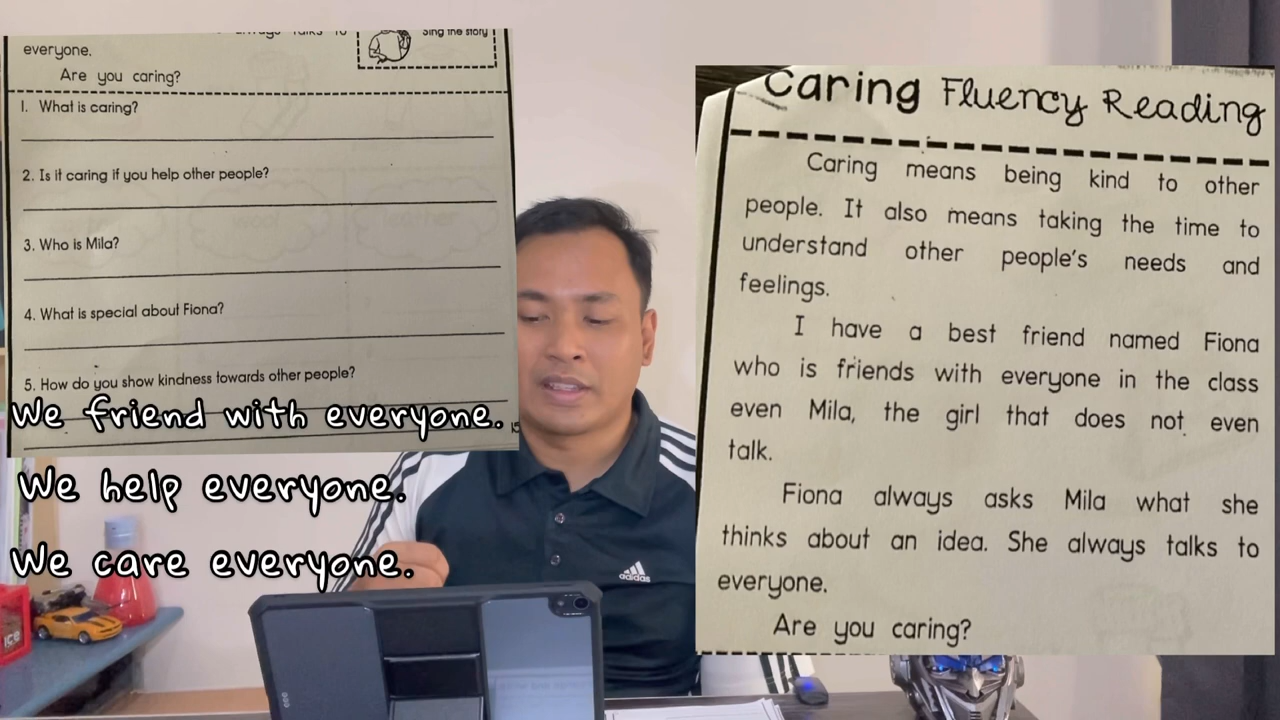 everyone.
Sing the story
Are you caring?
1. What is caring?
2. Is it caring if you help other people?
3. Who is Mila?
4. What is special about Fiona?
5. How do you show kindness towards other people?
We friend with everyone.
We help everyone.
We care everyone.
Caring Fluency Reading
Caring means being kind to other
people. It also means taking the time to
understand other people's needs and
feelings.
I have a best friend named Fiona
who is friends with everyone in the class
even Mila, the girl that does not even
talk.
Fiona always asks Mila what she
thinks about an idea. She always talks to
everyone.
Are you caring?
adidas
ICE